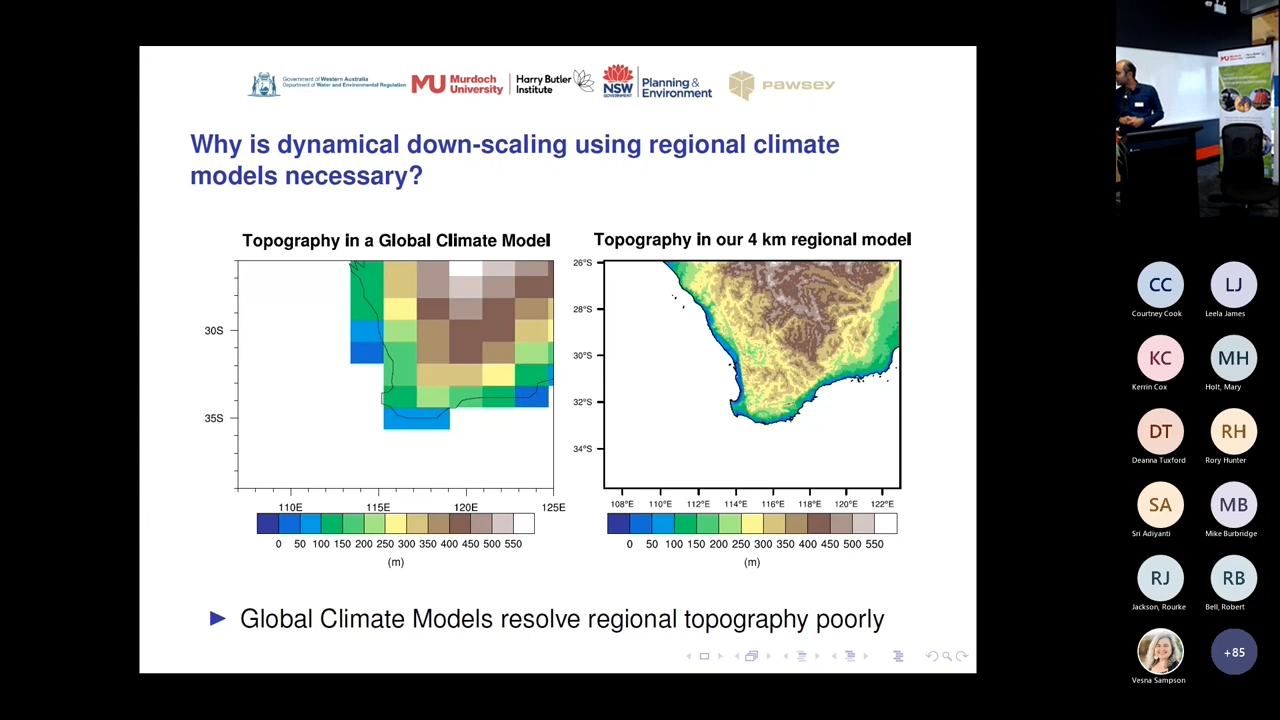 Government of Western Australia
Department of Water and Environmental Regulation
MU Murdoch University
Harry Butler Institute
NSW GOVERNMENT
Planning & Environment
PAWSEY
Why is dynamical down-scaling using regional climate
models necessary?
Topography in a Global Climate Model
30S
35S
110E 115E 120E 125E
0 50 100 150 200 250 300 350 400 450 500 550
(m)
Topography in our 4 km regional model
26°S
28°S
30°S
32°S
34°S
108°E 110°E 112°E 114°E 116°E 118°E 120°E 122°E
0 50 100 150 200 250 300 350 400 450 500 550
(m)
Global Climate Models resolve regional topography poorly
CC LJ
Courtney Cook Leela James
KC MH
Kerrin Cox Holt, Mary
DT RH
Deanna Tuxford Rory Hunter
SA MB
Sri Adiyanti Mike Burbridge
RJ RB
Jackson, Rourke Bell, Robert
+85
Vesna Sampson